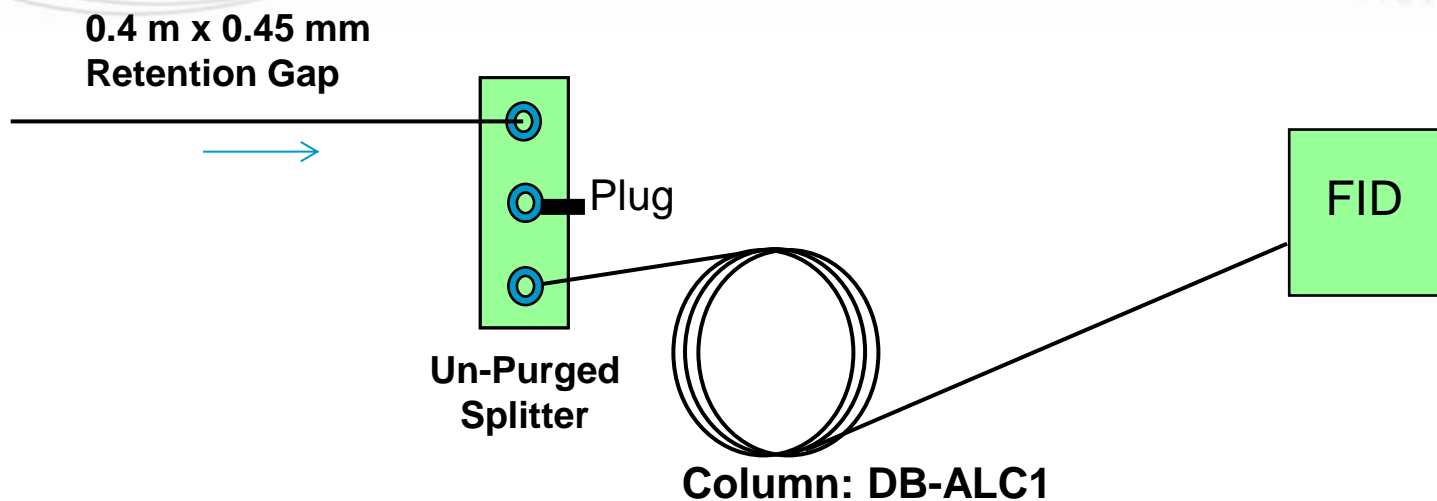 0.4 m x 0.45 mm
Retention Gap
Plug
FID
Un-Purged
Splitter
Column: DB-ALC1